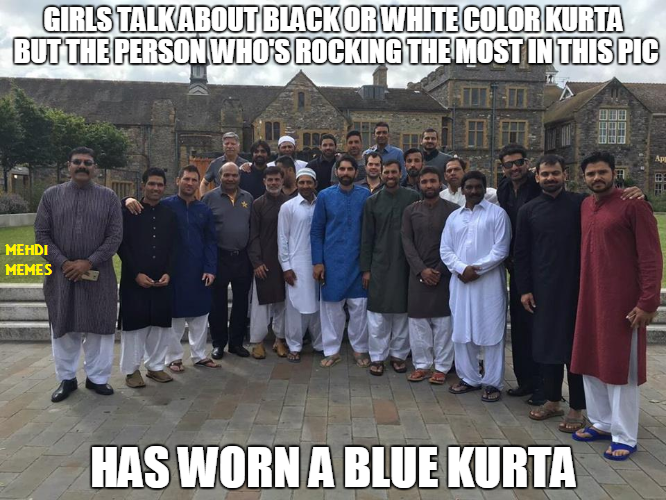 GIRLS TALK ABOUT BLACK OR WHITE COLOR KURTA
BUT THE PERSON WHO'S ROCKING THE MOST IN THIS PIC
MEHDI
MEMES
HAS WORN A BLUE KURTA